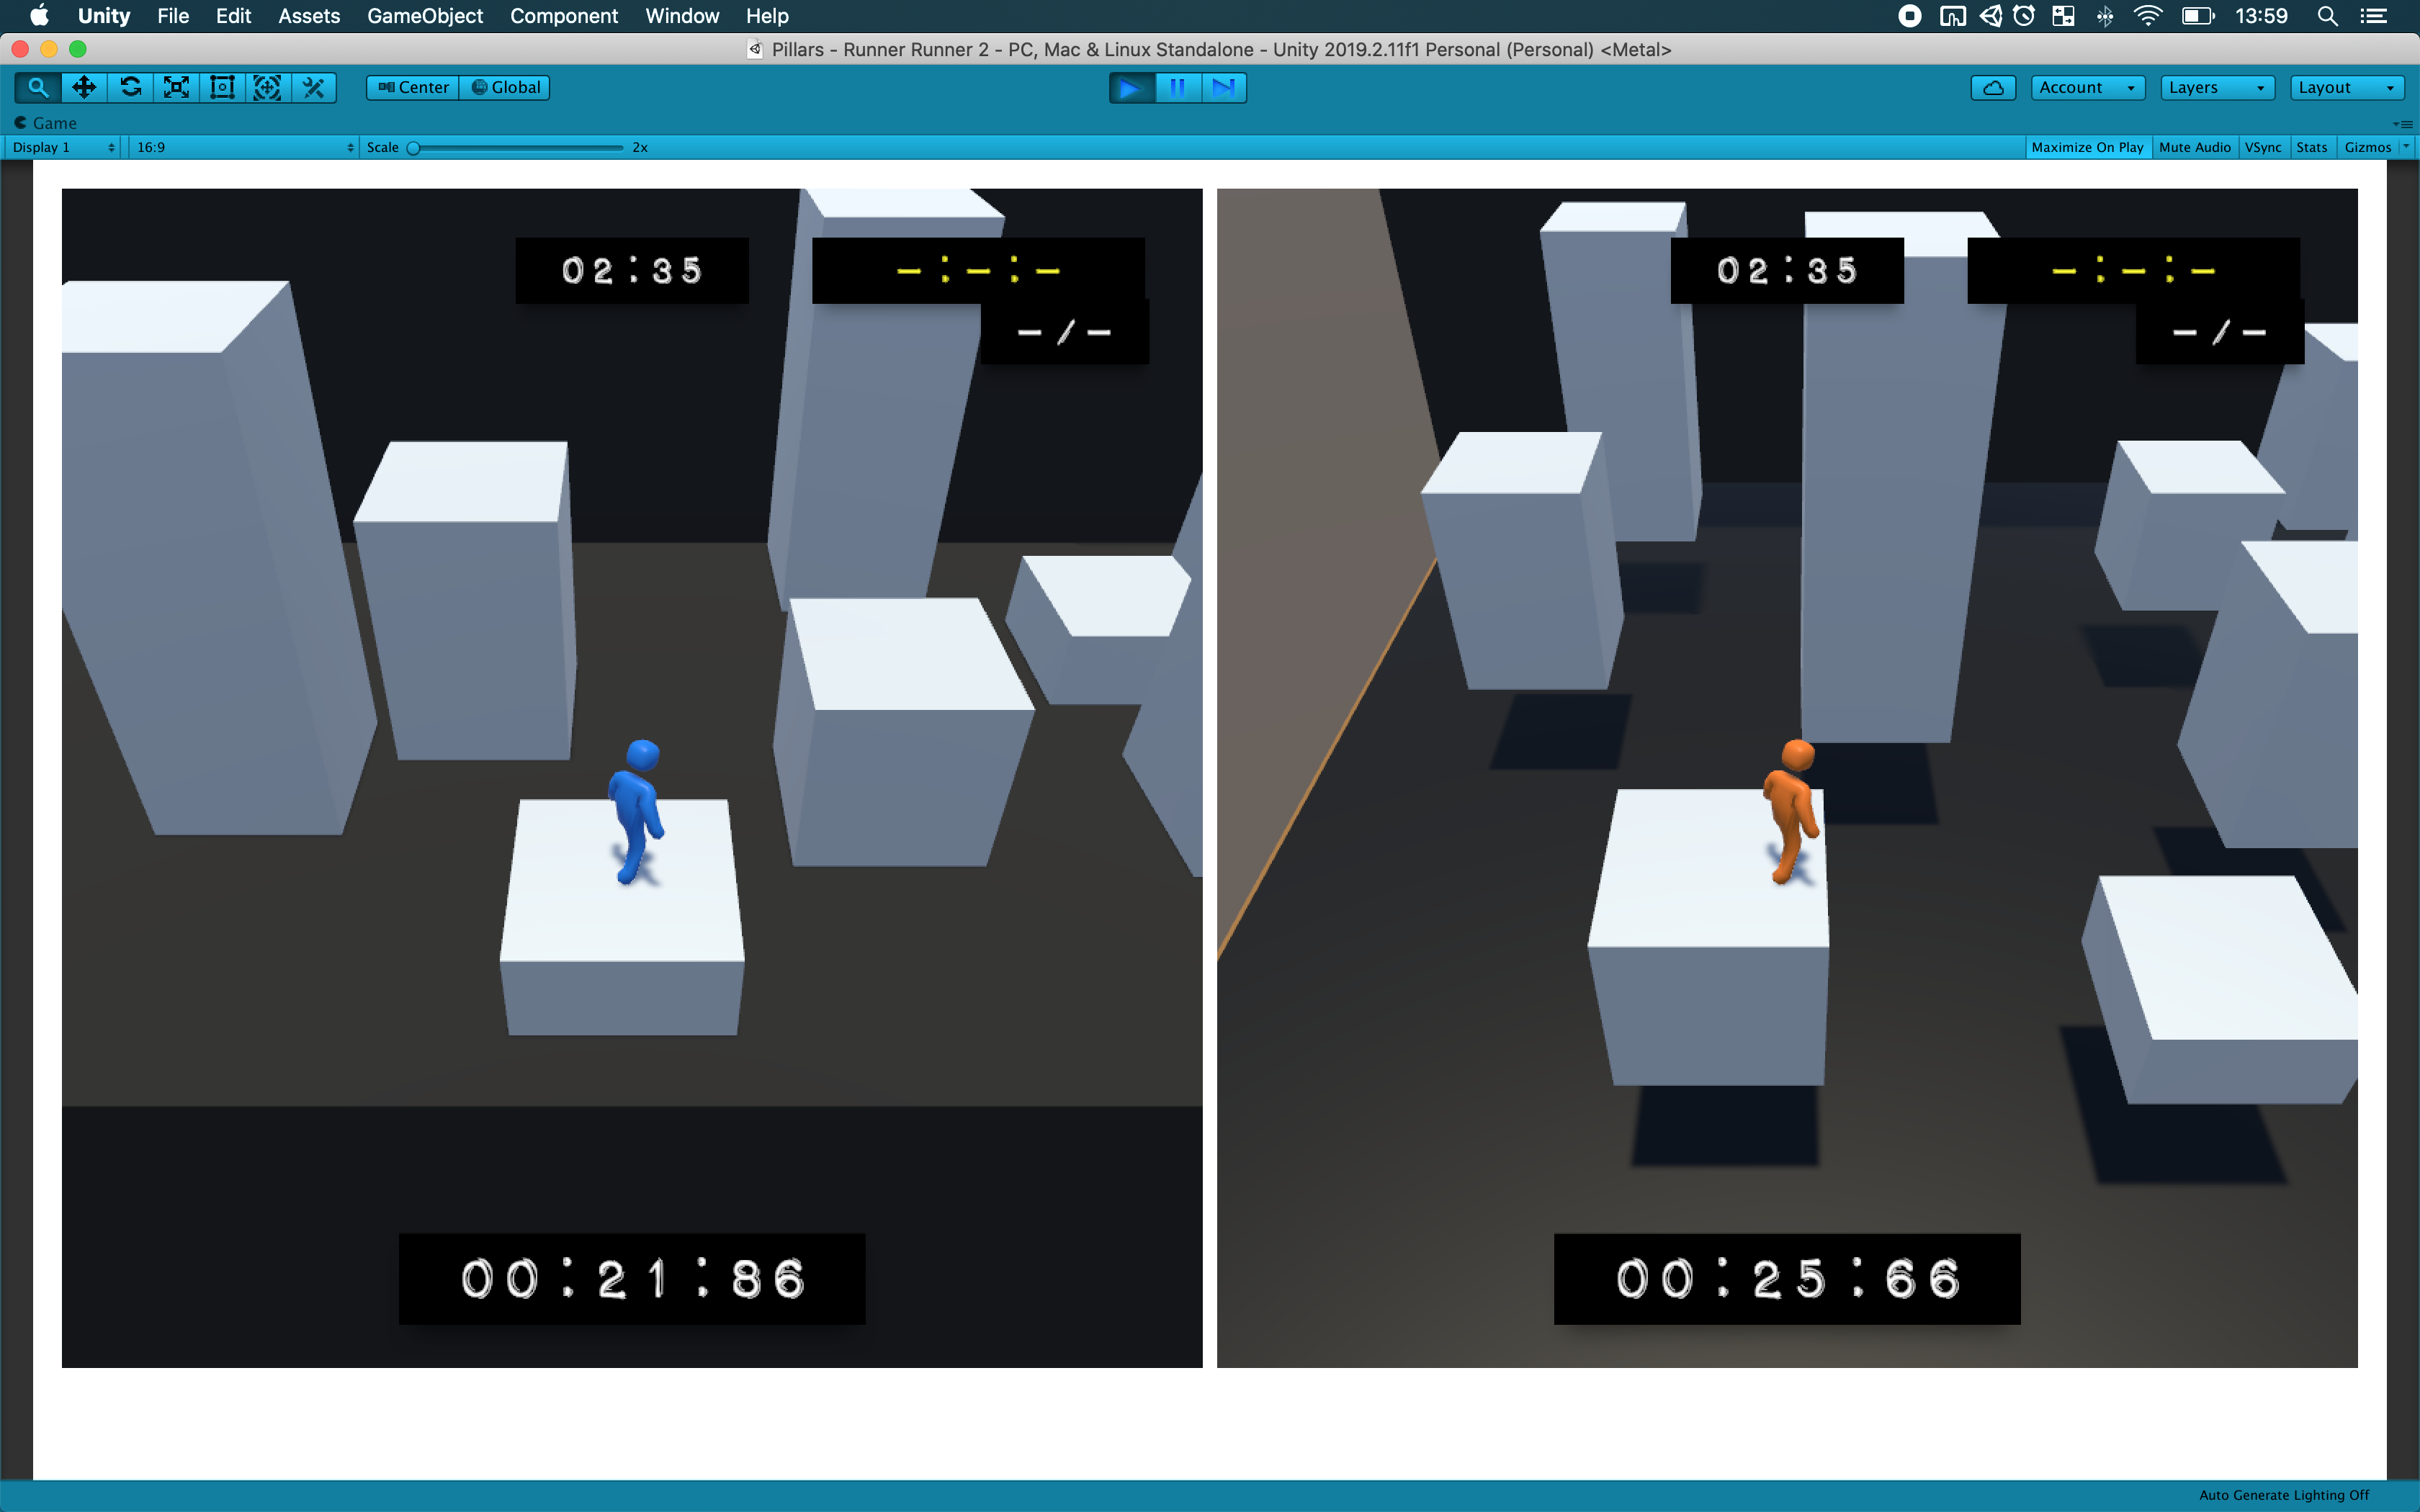 Unity File Edit Assets GameObject Component Window Help 13:59
Pillars - Runner Runner 2 - PC, Mac & Linux Standalone - Unity 2019.2.11f1 Personal (Personal) <Metal>
Center Global Account Layers Layout
Game
Display 1 16:9 Scale 2x Maximize On Play Mute Audio VSync Stats Gizmos
02:35 -:-:- 02:35 -:-:-
-/- -/-
00:21:86 00:25:66
Auto Generate Lighting Off